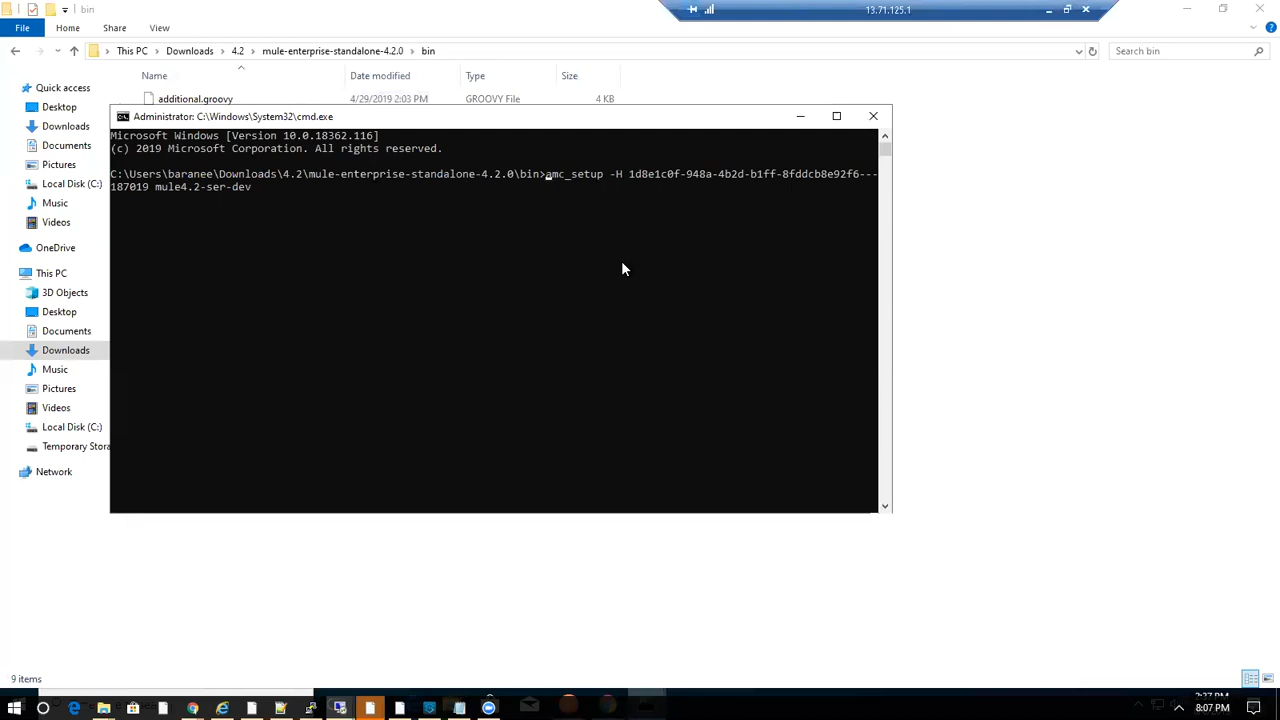 bin
13.71.125.1
File
Home
Share
View
This PC
Downloads
4.2
mule-enterprise-standalone-4.2.0
bin
Search bin
Name
Date modified
Type
Size
additional.groovy
4/29/2019 2:03 PM
GROOVY File
4 KB
Quick access
Desktop
Downloads
Documents
Pictures
Local Disk (C:)
Music
Videos
OneDrive
This PC
3D Objects
Desktop
Documents
Downloads
Music
Pictures
Videos
Local Disk (C:)
Temporary Stora
Network
Administrator: C:\Windows\System32\cmd.exe
Microsoft Windows [Version 10.0.18362.116]
(c) 2019 Microsoft Corporation. All rights reserved.
C:\Users\baranee\Downloads\4.2\mule-enterprise-standalone-4.2.0\bin>amc_setup -H 1d8e1c0f-948a-4b2d-b1ff-8fddcb8e92f6---
187019 mule4.2-ser-dev
9 items
8:07 PM